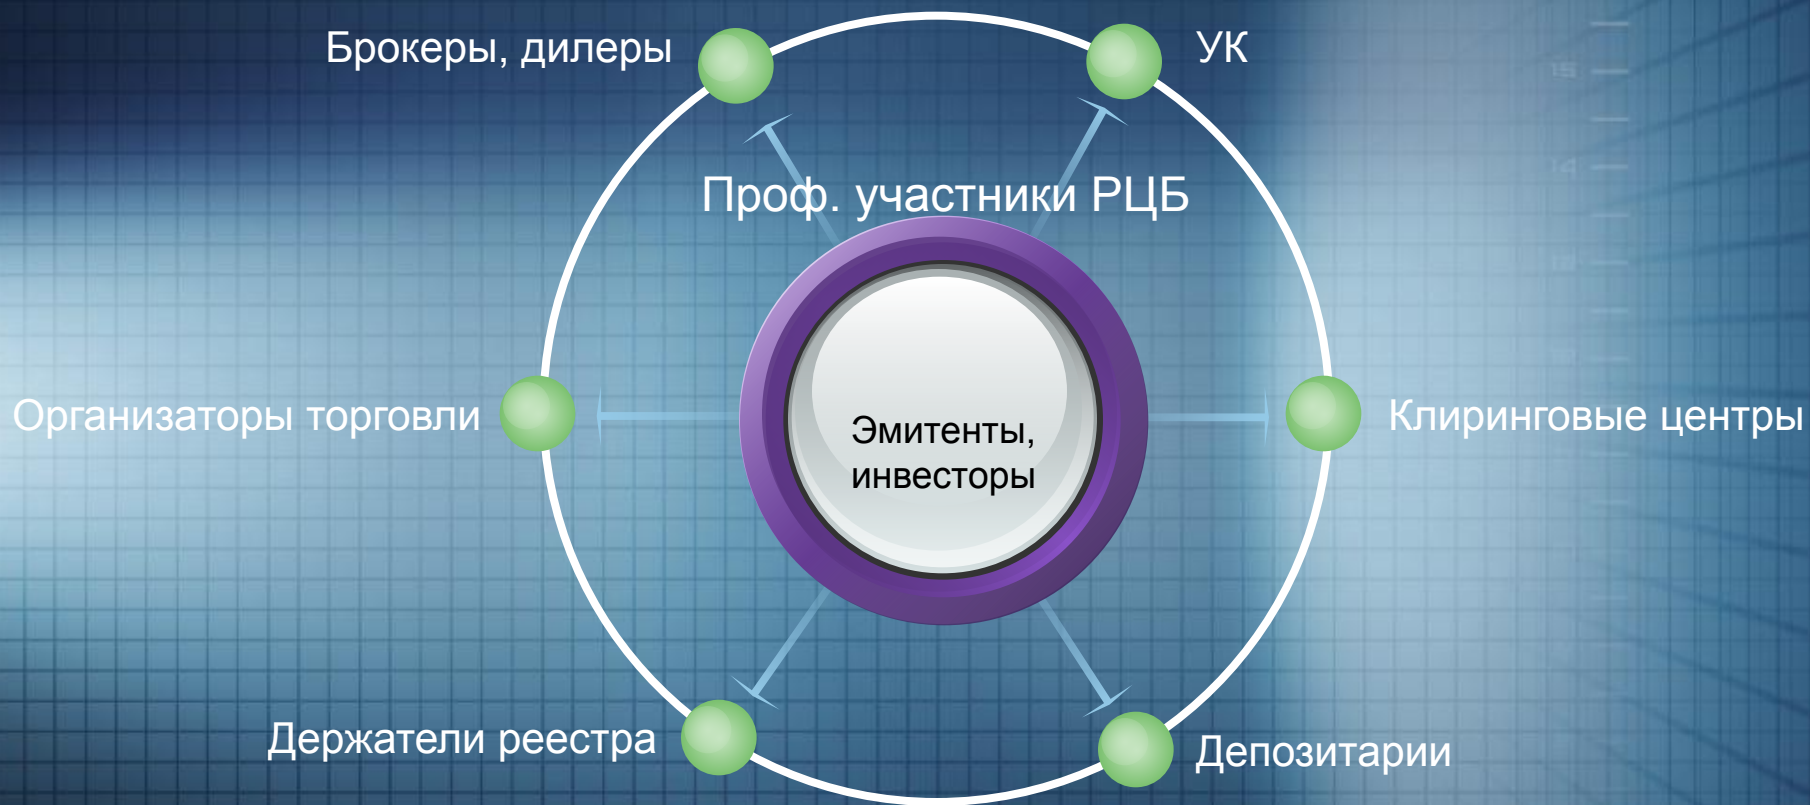 Брокеры, дилеры
УК
Проф. участники РЦБ
Организаторы торговли
Эмитенты,
инвесторы
Клиринговые центры
Держатели реестра
Депозитарии